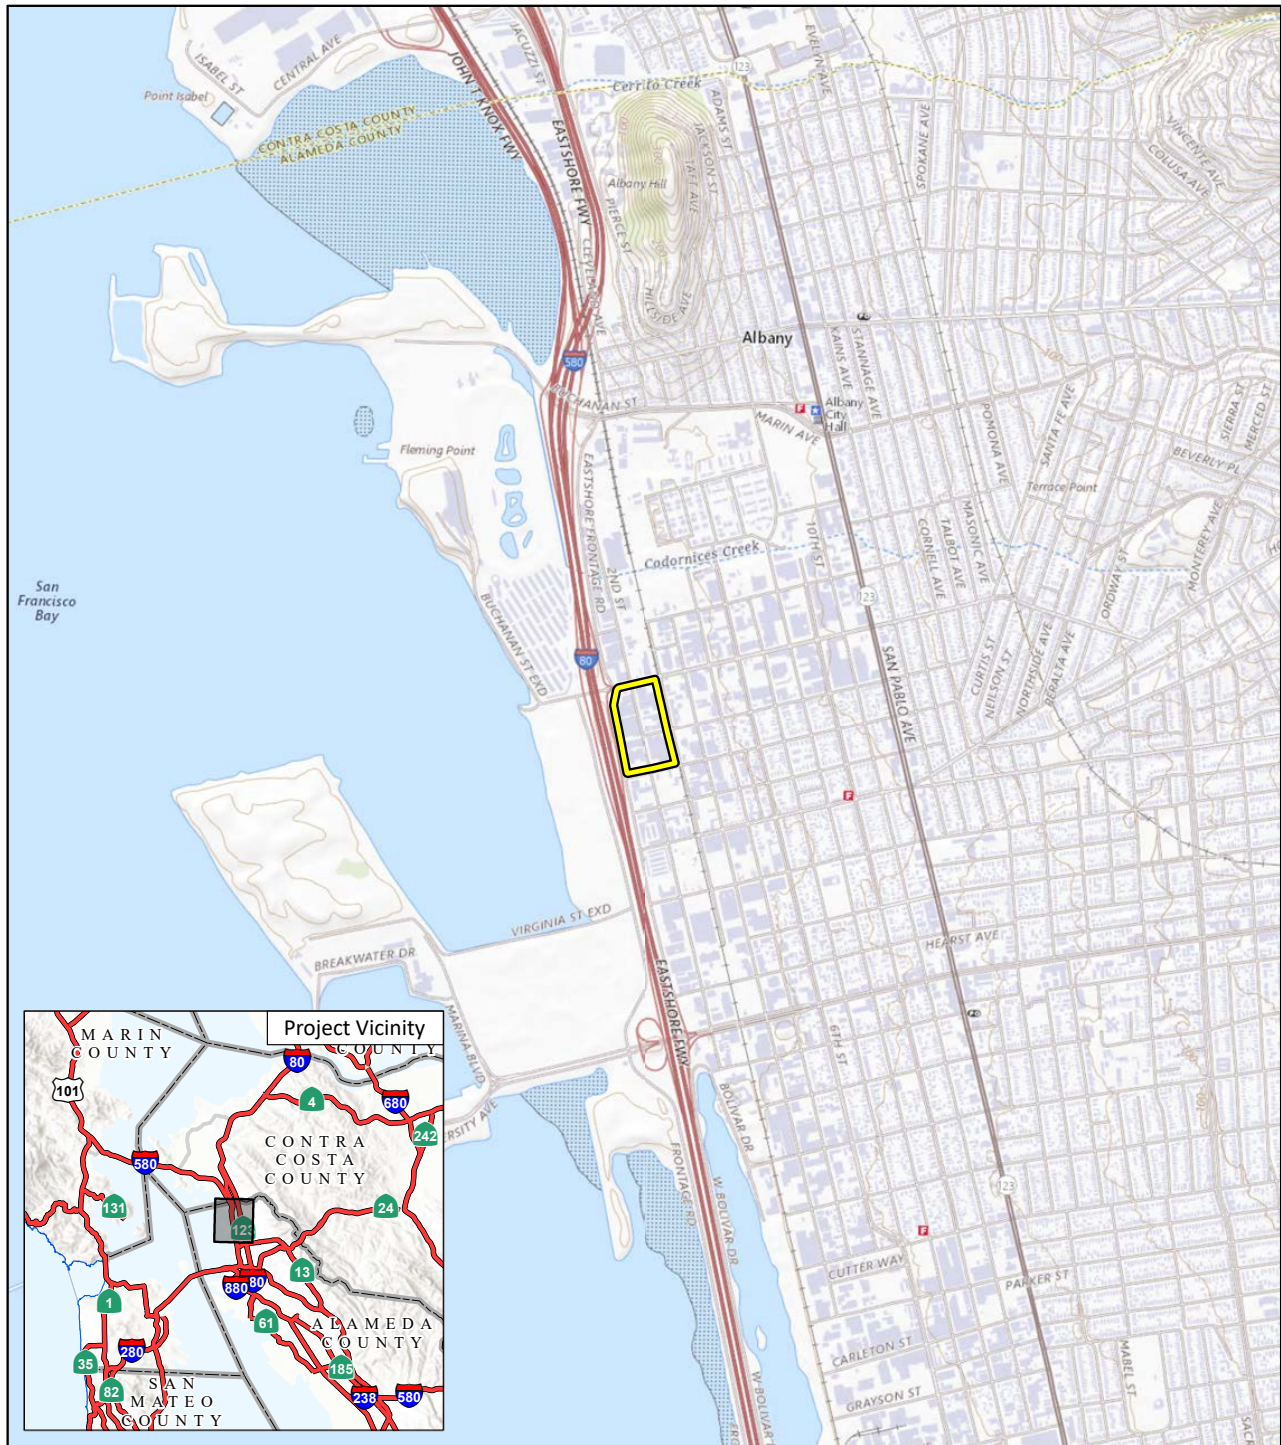 ISABEL ST
CENTRAL AVE
Point Isabel
JOHN T KNOX FWY
JACUZZI ST
EASTSHORE FWY
123
EVELYN AVE
Cerrito Creek
ADAMS ST
JACKSON ST
TAFT AVE
SPOKANE AVE
VINCENTE AVE
COLUSA AVE
CONTRA COSTA COUNTY
ALAMEDA COUNTY
Albany Hill
PIERCE ST
HILLSIDE AVE
Albany
580
BUCHANAN ST
KAINS AVE
STANNAGE AVE
100
F
Albany
City
Hall
MARIN AVE
POMONA AVE
SANTA FE AVE
SIERRA ST
MERCED ST
BEVERLY PL
Terrace Point
MONTEREY AVE
Fleming Point
EASTSHORE FRONTAGE RD
2ND ST
10TH ST
Codornices Creek
CORNELL AVE
TALBOT AVE
MASONIC AVE
ORDWAY ST
San
Francisco
Bay
BUCHANAN ST EXD
123
80
SAN PABLO AVE
CURTIS ST
NEILSON ST
NORTHSIDE AVE
PERALTA AVE
F
VIRGINIA ST EXD
BREAKWATER DR
HEARST AVE
MARINA BLVD
EASTSHORE FWY
6TH ST
BOLIVAR DR
100
123
FRONTAGE RD
W BOLIVAR DR
F
CUTTER WAY
PARKER ST
CARLETON ST
MABEL ST
GRAYSON ST
W BOLIVAR
Project Vicinity
MARIN
COUNTY
COUNTY
80
101
4
680
242
CONTRA
COSTA
COUNTY
580
131
24
123
13
880
80
1
61
ALAMEDA
COUNTY
280
35
185
82
SAN
MATEO
COUNTY
238
580